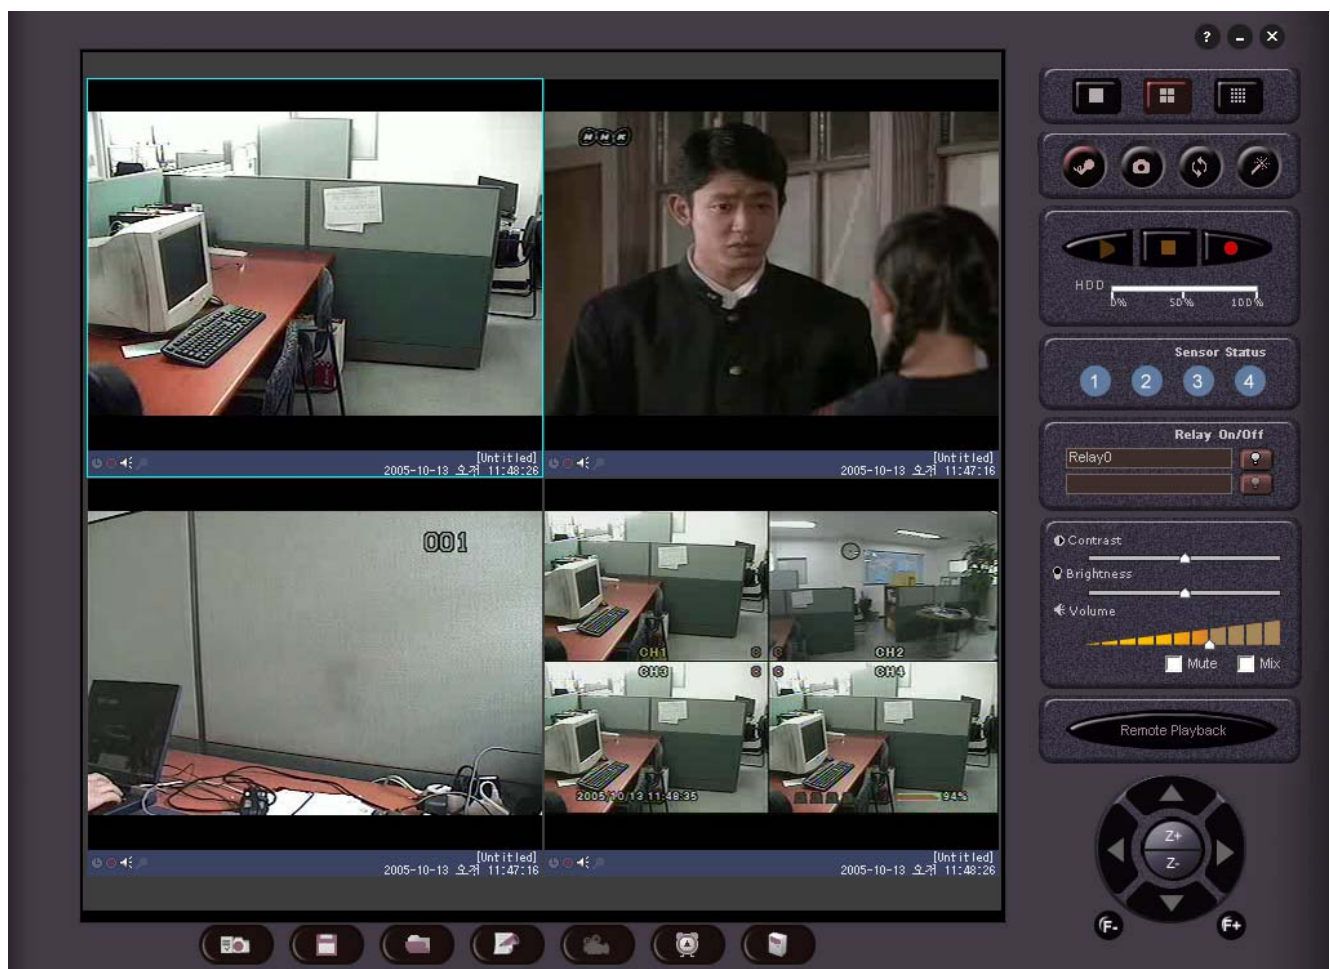 ?
NHK
HDD
0% 50% 100%
Sensor Status
1 2 3 4
[Untitled]
2005-10-13 오전 11:48:26
[Untitled]
2005-10-13 오전 11:47:16
Relay On/Off
Relay0
001
Contrast
Brightness
Volume
Mute Mix
CH1
CH2
CH3
CH4
2005/10/13 11:48:35
94%
Remote Playback
[Untitled]
2005-10-13 오전 11:47:16
[Untitled]
2005-10-13 오전 11:48:26
Z+
Z-
F- F+